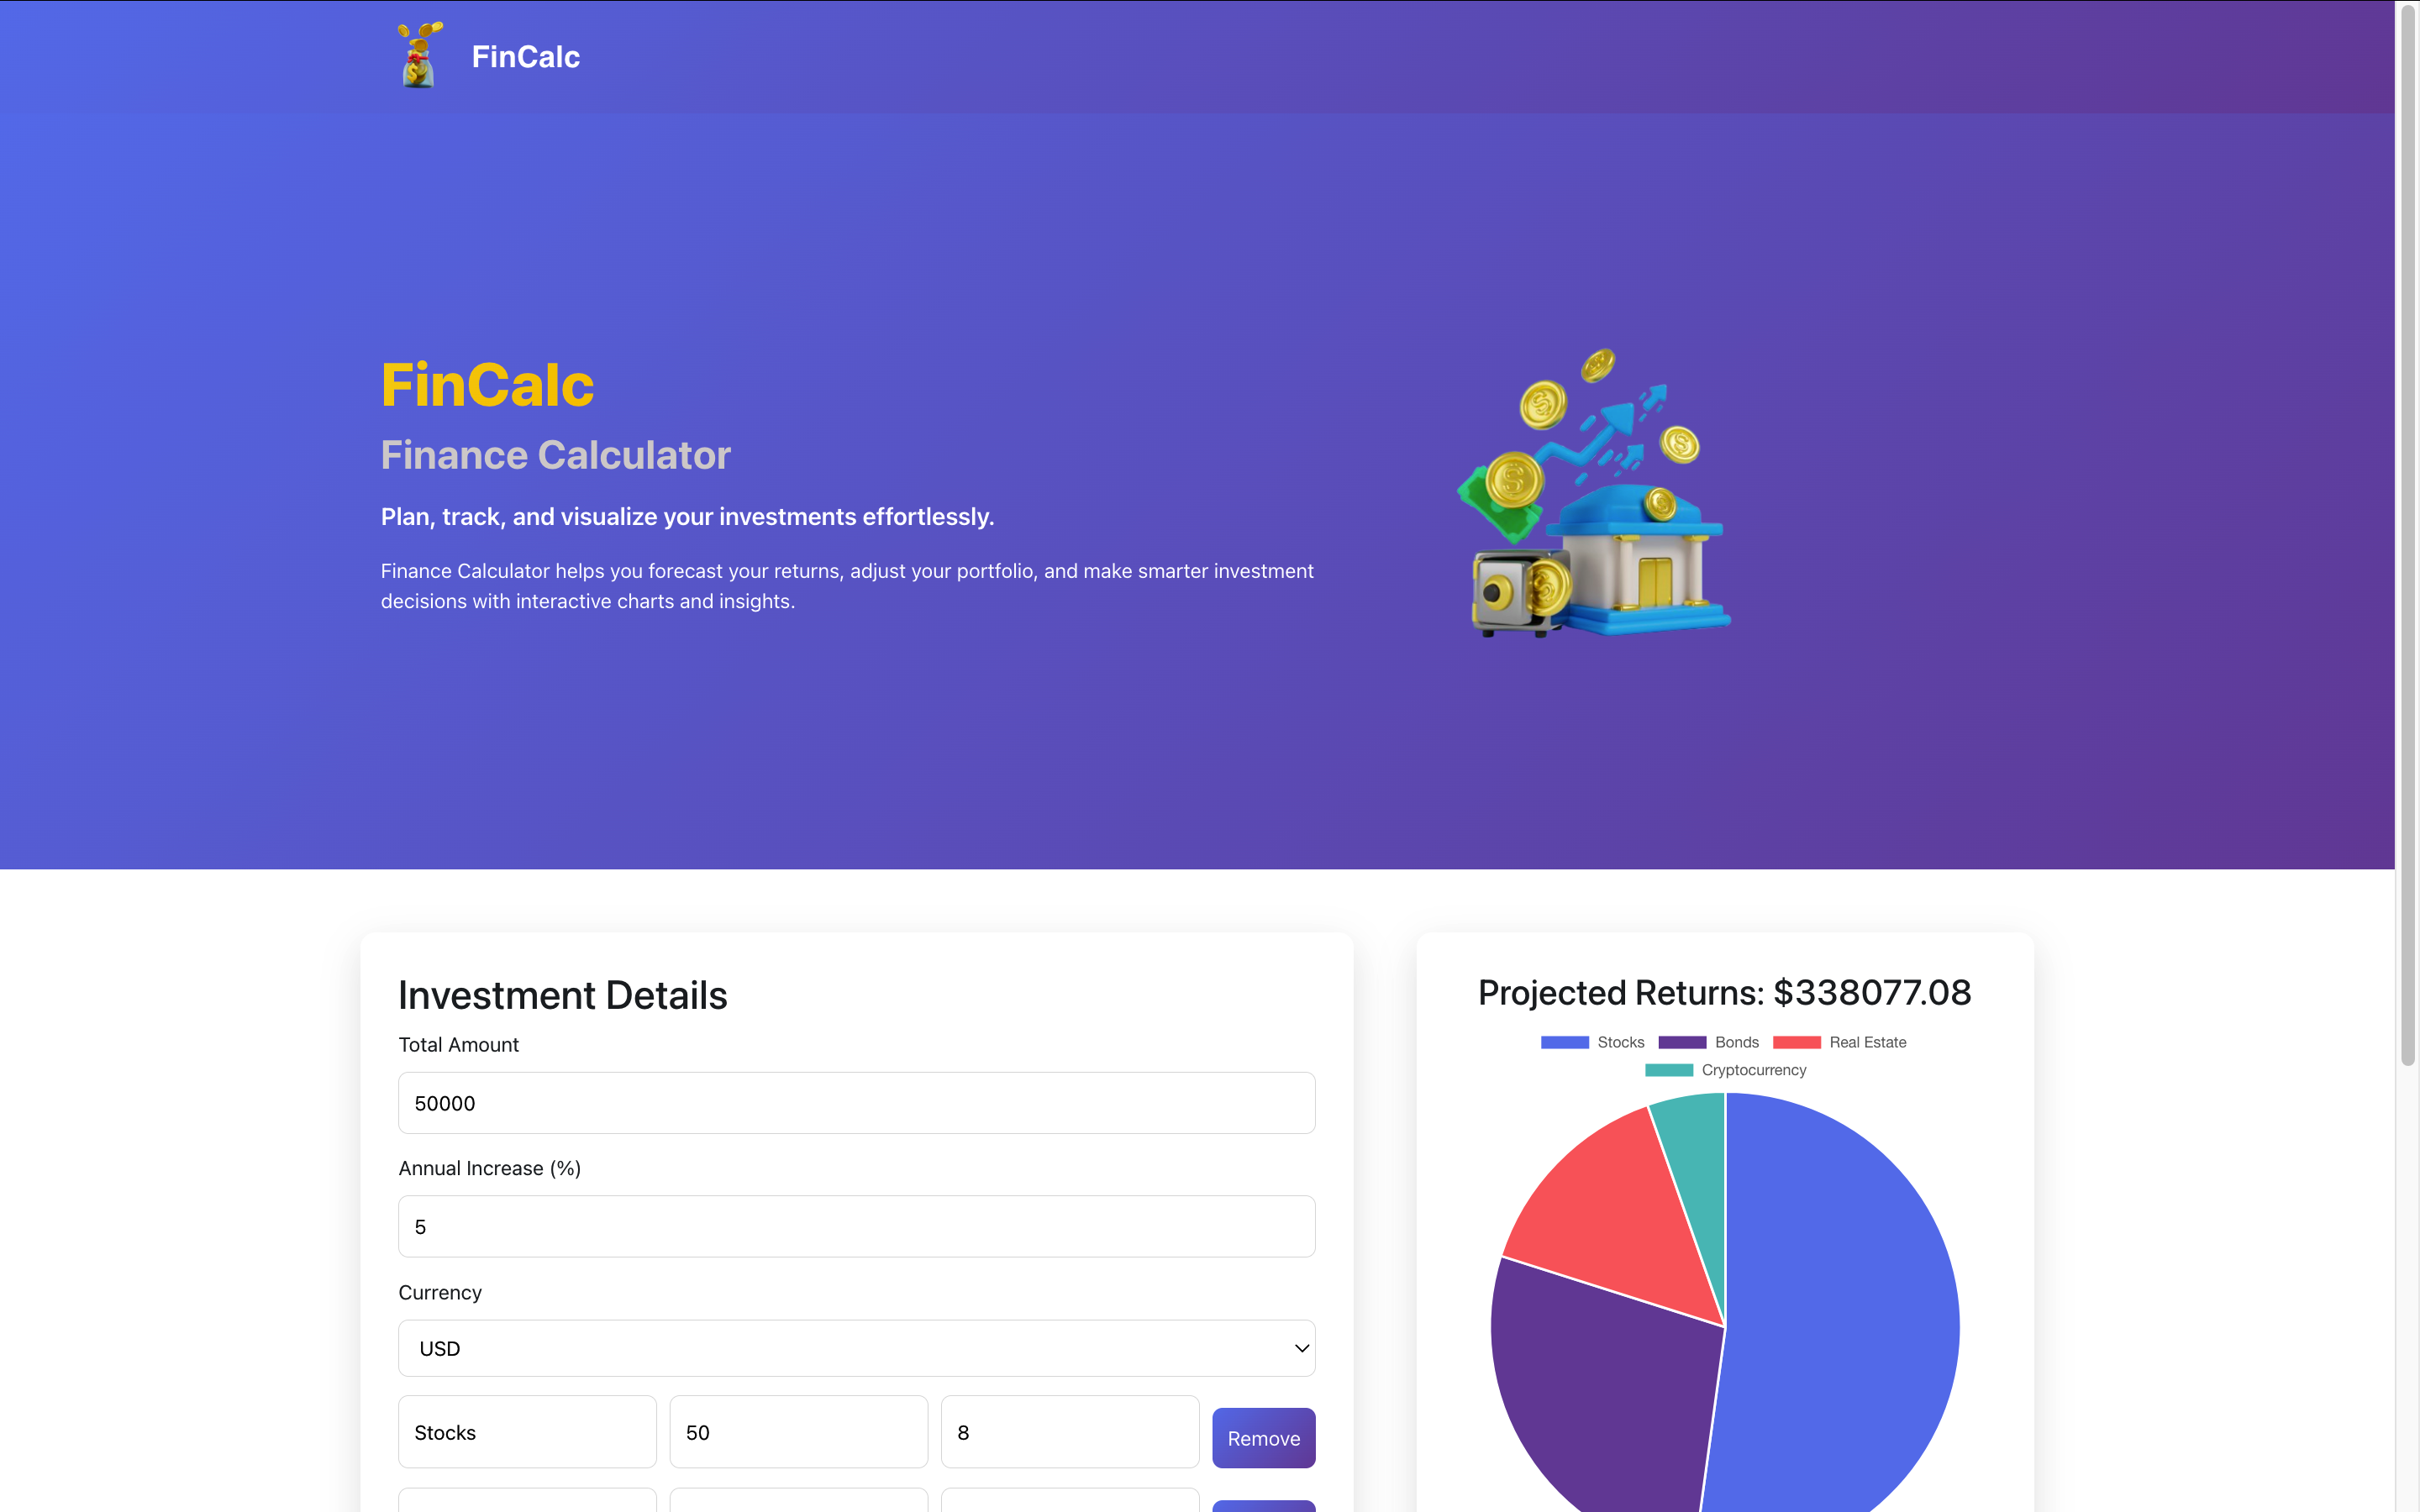 FinCalc
FinCalc
Finance Calculator
Plan, track, and visualize your investments effortlessly.
Finance Calculator helps you forecast your returns, adjust your portfolio, and make smarter investment
decisions with interactive charts and insights.
Investment Details
Total Amount
50000
Annual Increase (%)
5
Currency
USD
Stocks 50 8 Remove
Projected Returns: $338077.08
Stocks Bonds Real Estate
Cryptocurrency